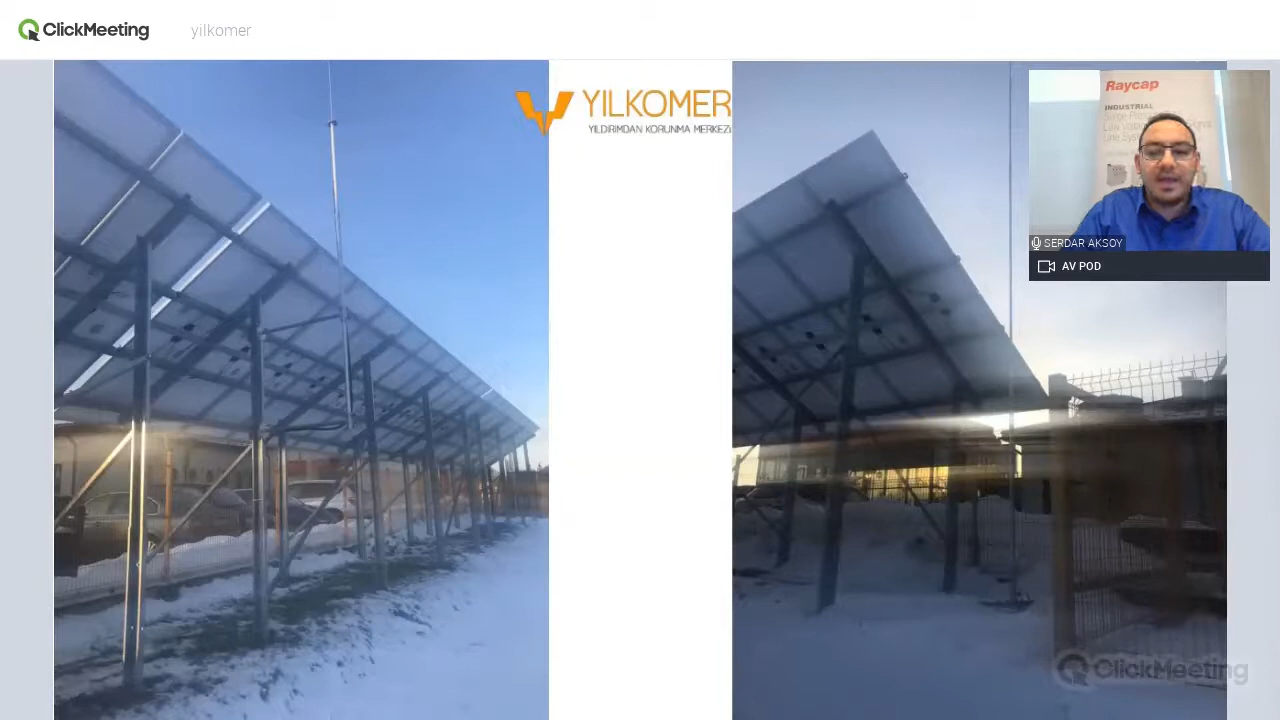 ClickMeeting
yilkomer
YILKOMER
YILDIRIMDAN KORUNMA MERKEZİ
Raycap
INDUSTRIAL
SERDAR AKSOY
AV POD
ClickMeeting